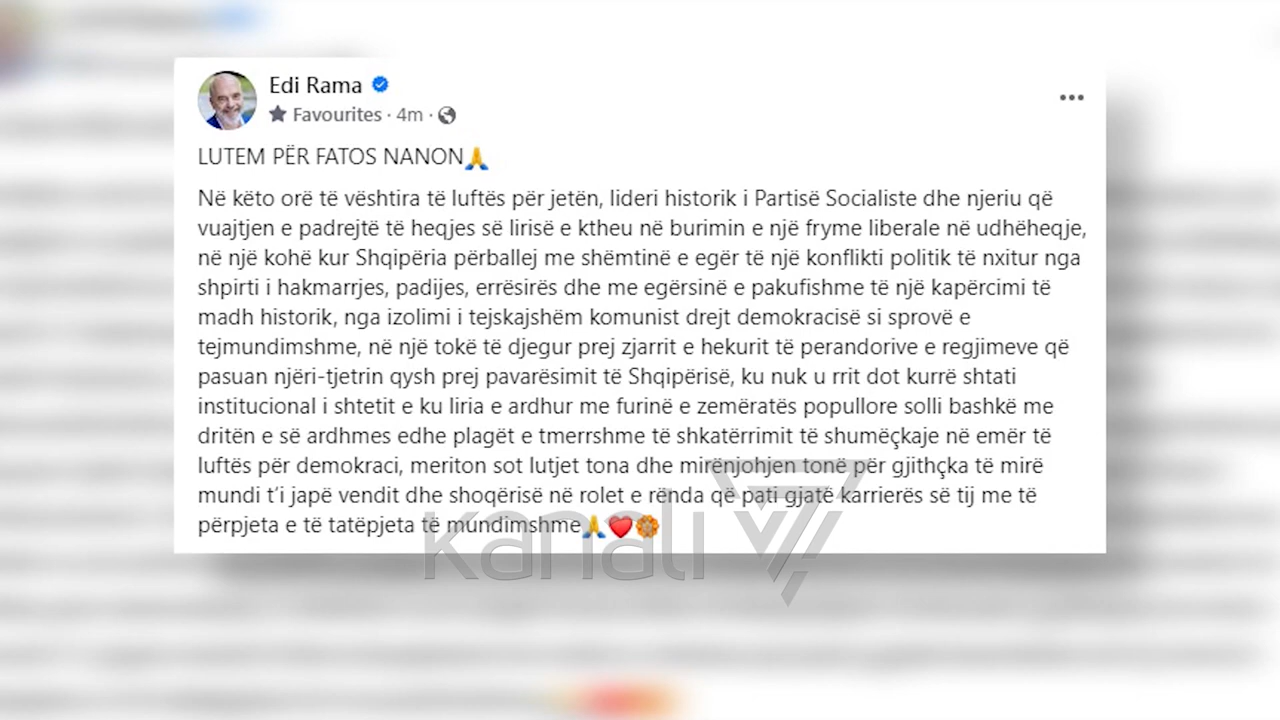 Edi Rama
Favourites · 4m ·
LUTEM PËR FATOS NANON🙏
Në këto orë të vështira të luftës për jetën, lideri historik i Partisë Socialiste dhe njeriu që
vuajtjen e padrejtë të heqjes së lirisë e ktheu në burimin e një fryme liberale në udhëheqje,
në një kohë kur Shqipëria përballej me shëmtinë e egër të një konflikti politik të nxitur nga
shpirti i hakmarrjes, padijes, errësirës dhe me egërsinë e pakufishme të një kapërcimi të
madh historik, nga izolimi i tejskajshëm komunist drejt demokracisë si sprovë e
tejmundimshme, në një tokë të djegur prej zjarrit e hekurit të perandorive e regjimeve që
pasuan njëri-tjetrin qysh prej pavarësimit të Shqipërisë, ku nuk u rrit dot kurrë shtati
institucional i shtetit e ku liria e ardhur me furinë e zemëratës popullore solli bashkë me
dritën e së ardhmes edhe plagët e tmerrshme të shkatërrimit të shumëçkaje në emër të
luftës për demokraci, meriton sot lutjet tona dhe mirënjohjen tonë për gjithçka të mirë
mundi t'i japë vendit dhe shoqërisë në rolet e rënda që pati gjatë karrierës së tij me të
përpjeta e të tatëpjeta të mundimshme🙏❤️🏵️
kanali 7